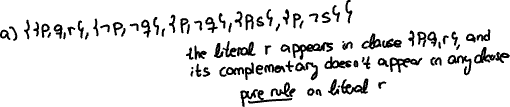 a) {{P,q,r}, {¬P,¬q}, {P,¬q}, {P,s}, {P,¬s}}
the literal r appears in clause {P,q,r}, and
its complementary doesn't appear in any clause
pure rule on literal r